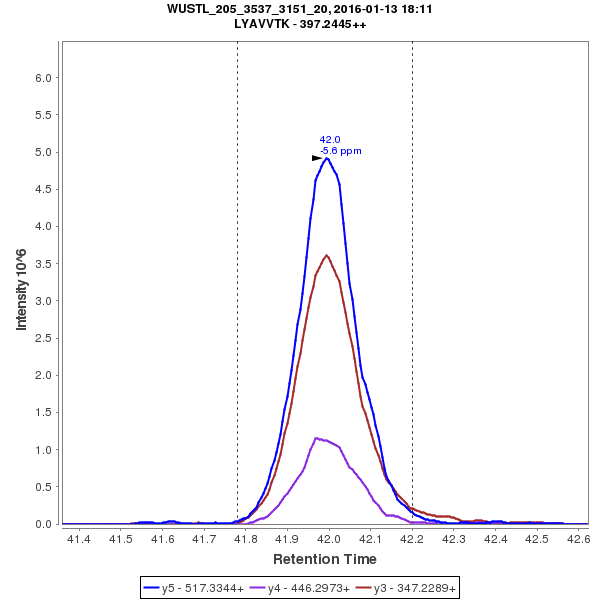 WUSTL_205_3537_3151_20, 2016-01-13 18:11
LYAVVTK - 397.2445++
6.0
5.5
5.0
4.5
4.0
3.5
3.0
2.5
2.0
1.5
1.0
0.5
0.0
Intensity 10^6
42.0
-5.6 ppm
41.4 41.5 41.6 41.7 41.8 41.9 42.0 42.1 42.2 42.3 42.4 42.5 42.6
Retention Time
y5 - 517.3344+ y4 - 446.2973+ y3 - 347.2289+